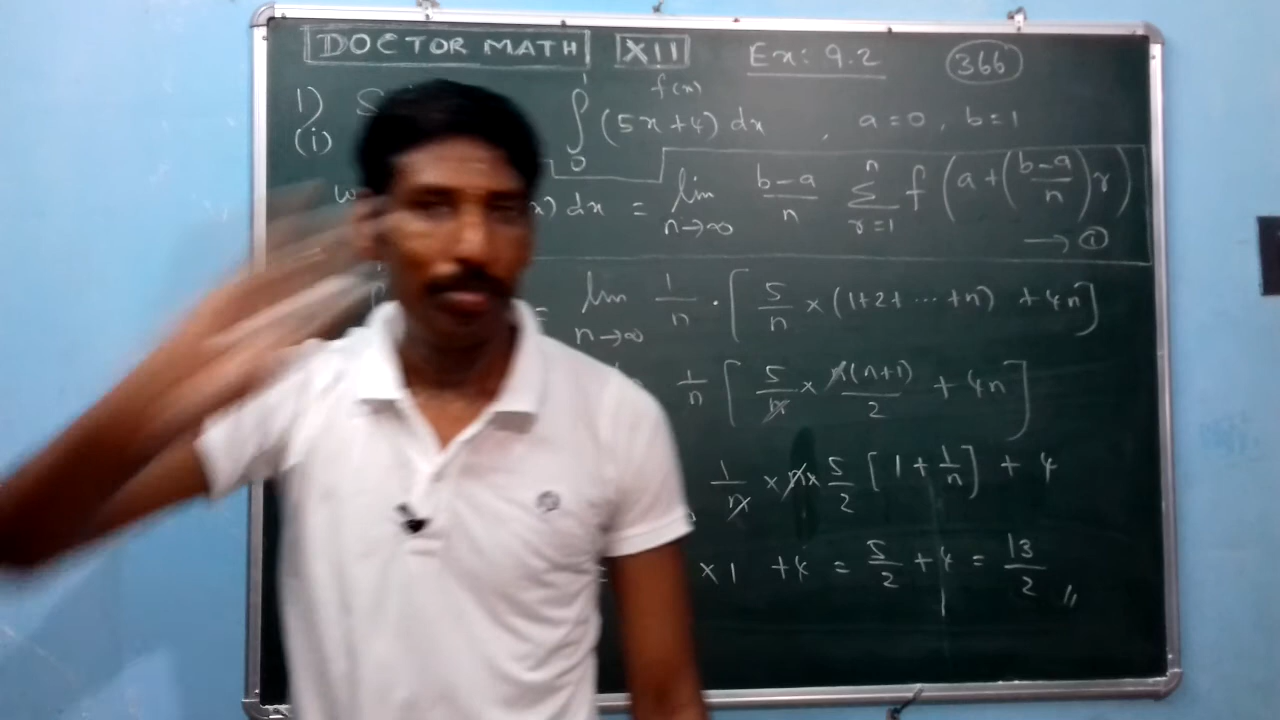 DOCTOR MATH XII Ex: 9.2 366
f(x)
1) ∫₀¹ (5x+4) dx , a=0, b=1
(i)
x) dx = lim n→∞ b-a/n Σ r=1 n f(a+(b-a/n)r)
→ ①
= lim n→∞ 1/n · [5/n × (1+2+ ⋯ +n) +4n]
1/n [5/n × n(n+1)/2 + 4n]
1/n × n × 5/2 [1 + 1/n] + 4
×1 +4 = 5/2 + 4 = 13/2 〃